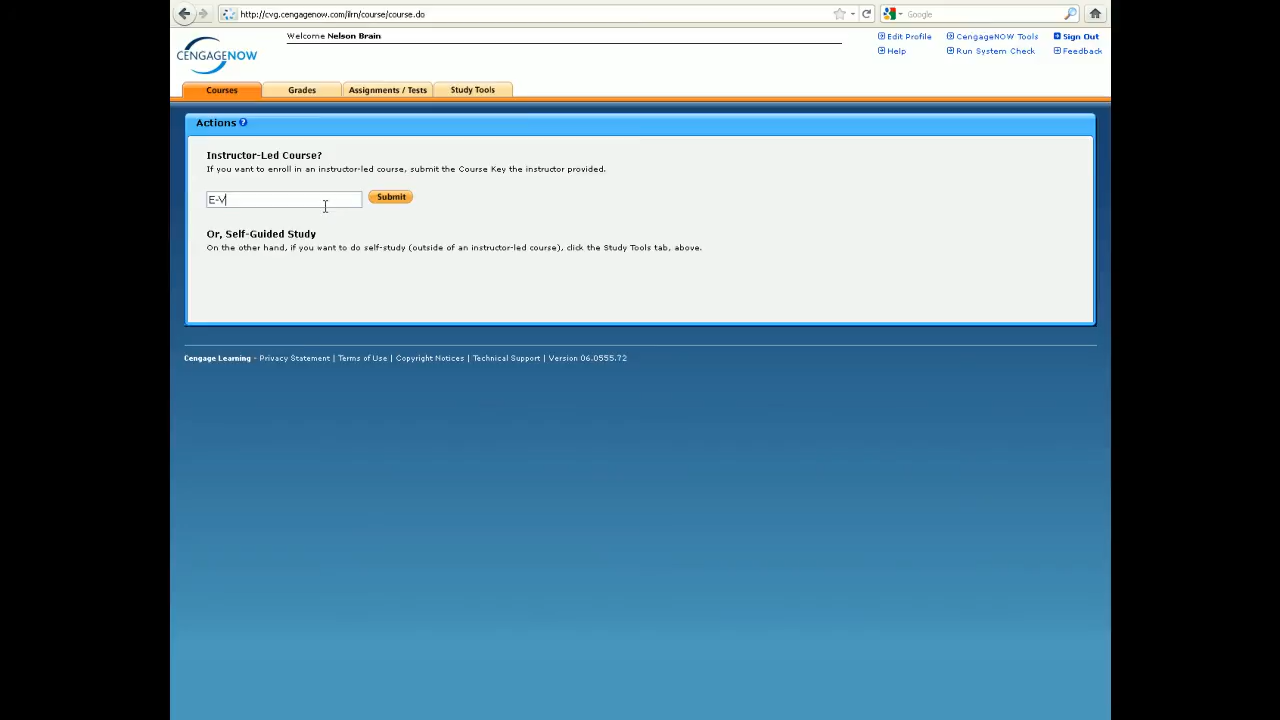 http://cvg.cengagenow.com/ilrn/course/course.do
Google
CENGAGENOW
Welcome Nelson Brain
Edit Profile
CengageNOW Tools
Sign Out
Help
Run System Check
Feedback
Courses
Grades
Assignments / Tests
Study Tools
Actions ?
Instructor-Led Course?
If you want to enroll in an instructor-led course, submit the Course Key the instructor provided.
E-V
Submit
Or, Self-Guided Study
On the other hand, if you want to do self-study (outside of an instructor-led course), click the Study Tools tab, above.
Cengage Learning - Privacy Statement | Terms of Use | Copyright Notices | Technical Support | Version 06.0555.72